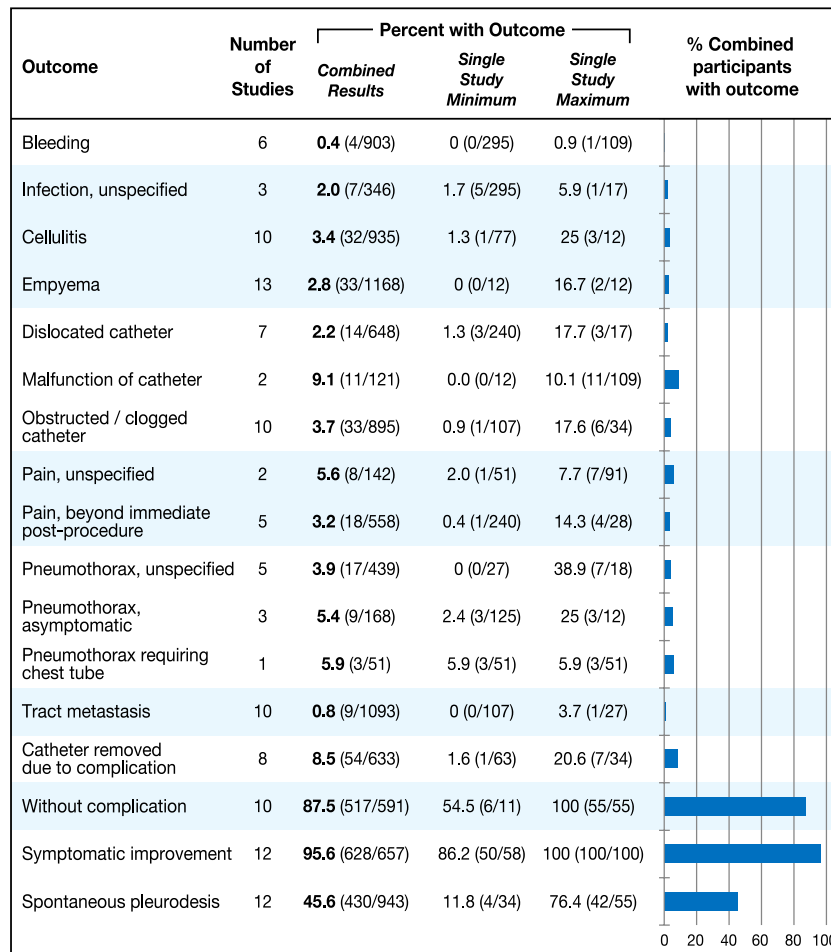 Outcome
Number
of
Studies
Percent with Outcome
Combined
Results
Single
Study
Minimum
Single
Study
Maximum
% Combined
participants
with outcome
Bleeding 6 0.4 (4/903) 0 (0/295) 0.9 (1/109)
Infection, unspecified 3 2.0 (7/346) 1.7 (5/295) 5.9 (1/17)
Cellulitis 10 3.4 (32/935) 1.3 (1/77) 25 (3/12)
Empyema 13 2.8 (33/1168) 0 (0/12) 16.7 (2/12)
Dislocated catheter 7 2.2 (14/648) 1.3 (3/240) 17.7 (3/17)
Malfunction of catheter 2 9.1 (11/121) 0.0 (0/12) 10.1 (11/109)
Obstructed / clogged
catheter 10 3.7 (33/895) 0.9 (1/107) 17.6 (6/34)
Pain, unspecified 2 5.6 (8/142) 2.0 (1/51) 7.7 (7/91)
Pain, beyond immediate
post-procedure 5 3.2 (18/558) 0.4 (1/240) 14.3 (4/28)
Pneumothorax, unspecified 5 3.9 (17/439) 0 (0/27) 38.9 (7/18)
Pneumothorax,
asymptomatic 3 5.4 (9/168) 2.4 (3/125) 25 (3/12)
Pneumothorax requiring
chest tube 1 5.9 (3/51) 5.9 (3/51) 5.9 (3/51)
Tract metastasis 10 0.8 (9/1093) 0 (0/107) 3.7 (1/27)
Catheter removed
due to complication 8 8.5 (54/633) 1.6 (1/63) 20.6 (7/34)
Without complication 10 87.5 (517/591) 54.5 (6/11) 100 (55/55)
Symptomatic improvement 12 95.6 (628/657) 86.2 (50/58) 100 (100/100)
Spontaneous pleurodesis 12 45.6 (430/943) 11.8 (4/34) 76.4 (42/55)
0 20 40 60 80 100